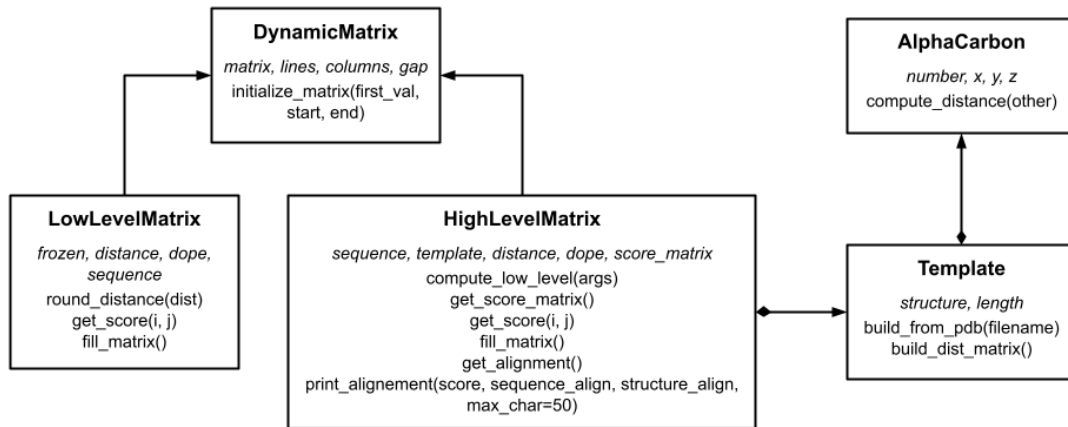 DynamicMatrix
matrix, lines, columns, gap
initialize_matrix(first_val,
start, end)
AlphaCarbon
number, x, y, z
compute_distance(other)
LowLevelMatrix
frozen, distance, dope,
sequence
round_distance(dist)
get_score(i, j)
fill_matrix()
HighLevelMatrix
sequence, template, distance, dope, score_matrix
compute_low_level(args)
get_score_matrix()
get_score(i, j)
fill_matrix()
get_alignment()
print_alignement(score, sequence_align, structure_align,
max_char=50)
Template
structure, length
build_from_pdb(filename)
build_dist_matrix()